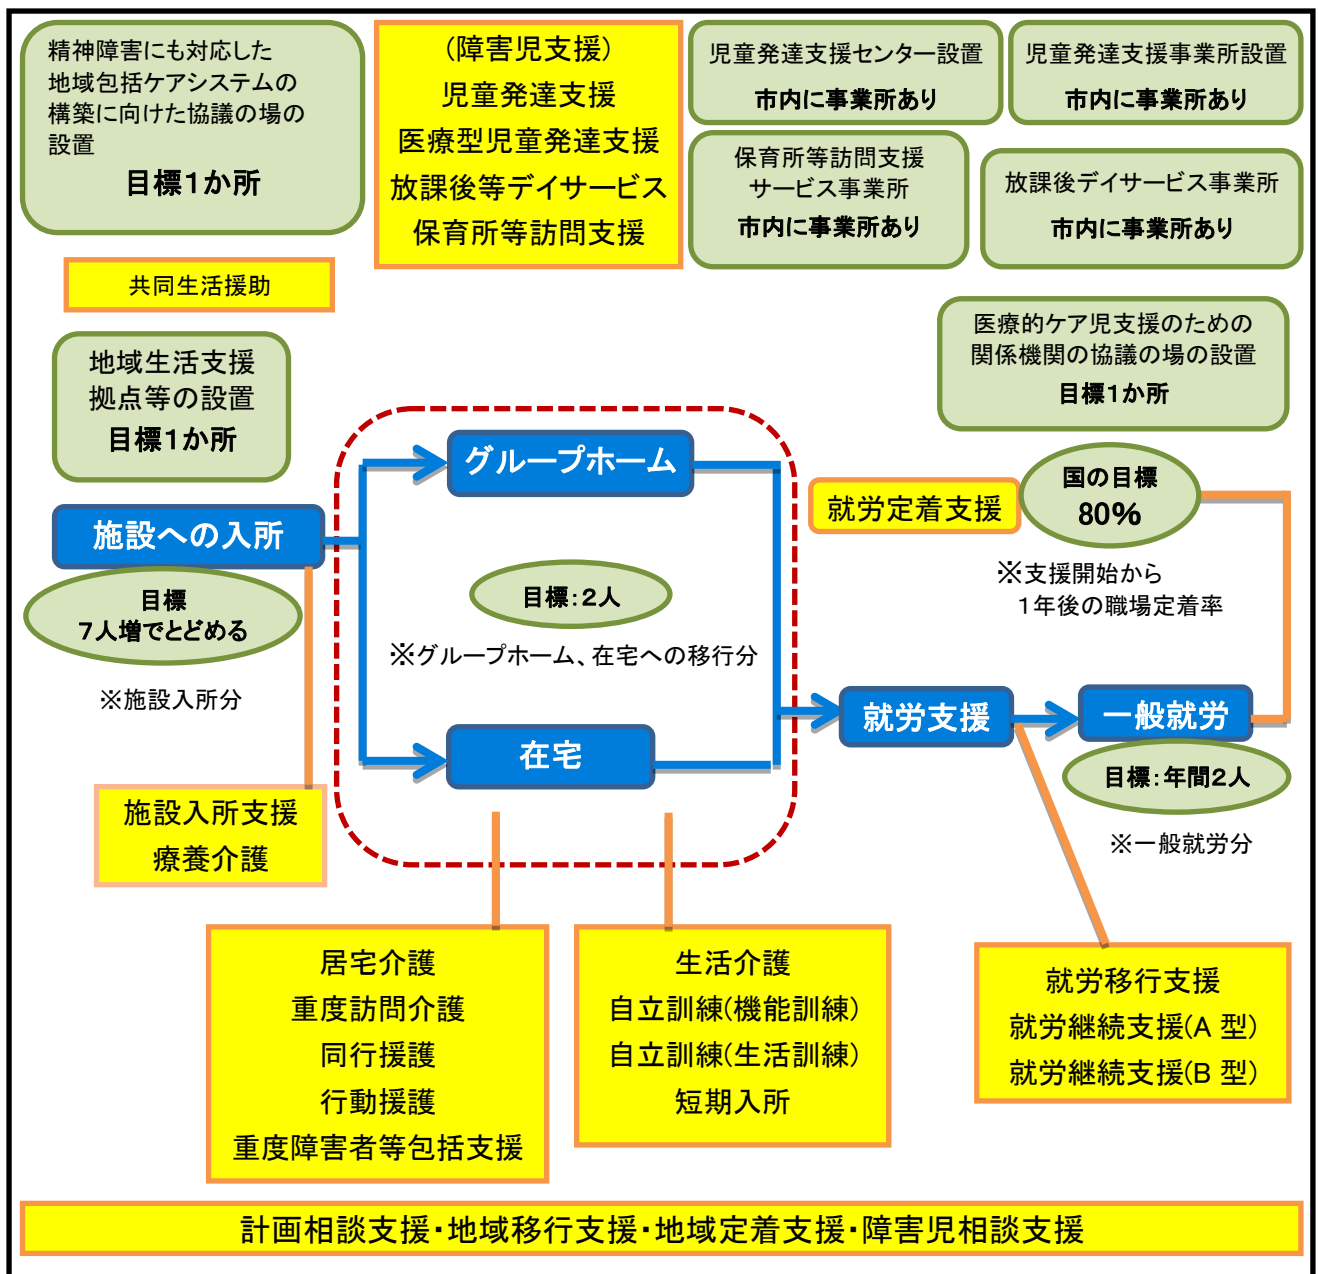 精神障害にも対応した
地域包括ケアシステムの
構築に向けた協議の場の
設置
目標1か所
(障害児支援)
児童発達支援
医療型児童発達支援
放課後等デイサービス
保育所等訪問支援
児童発達支援センター設置
市内に事業所あり
児童発達支援事業所設置
市内に事業所あり
保育所等訪問支援
サービス事業所
市内に事業所あり
放課後デイサービス事業所
市内に事業所あり
共同生活援助
医療的ケア児支援のための
関係機関の協議の場の設置
目標1か所
地域生活支援
拠点等の設置
目標1か所
グループホーム
国の目標
80%
就労定着支援
施設への入所
※支援開始から
1年後の職場定着率
目標
7人増でとどめる
目標:2人
※グループホーム、在宅への移行分
※施設入所分
就労支援
一般就労
在宅
目標:年間2人
※一般就労分
施設入所支援
療養介護
居宅介護
重度訪問介護
同行援護
行動援護
重度障害者等包括支援
生活介護
自立訓練(機能訓練)
自立訓練(生活訓練)
短期入所
就労移行支援
就労継続支援(A 型)
就労継続支援(B 型)
計画相談支援・地域移行支援・地域定着支援・障害児相談支援